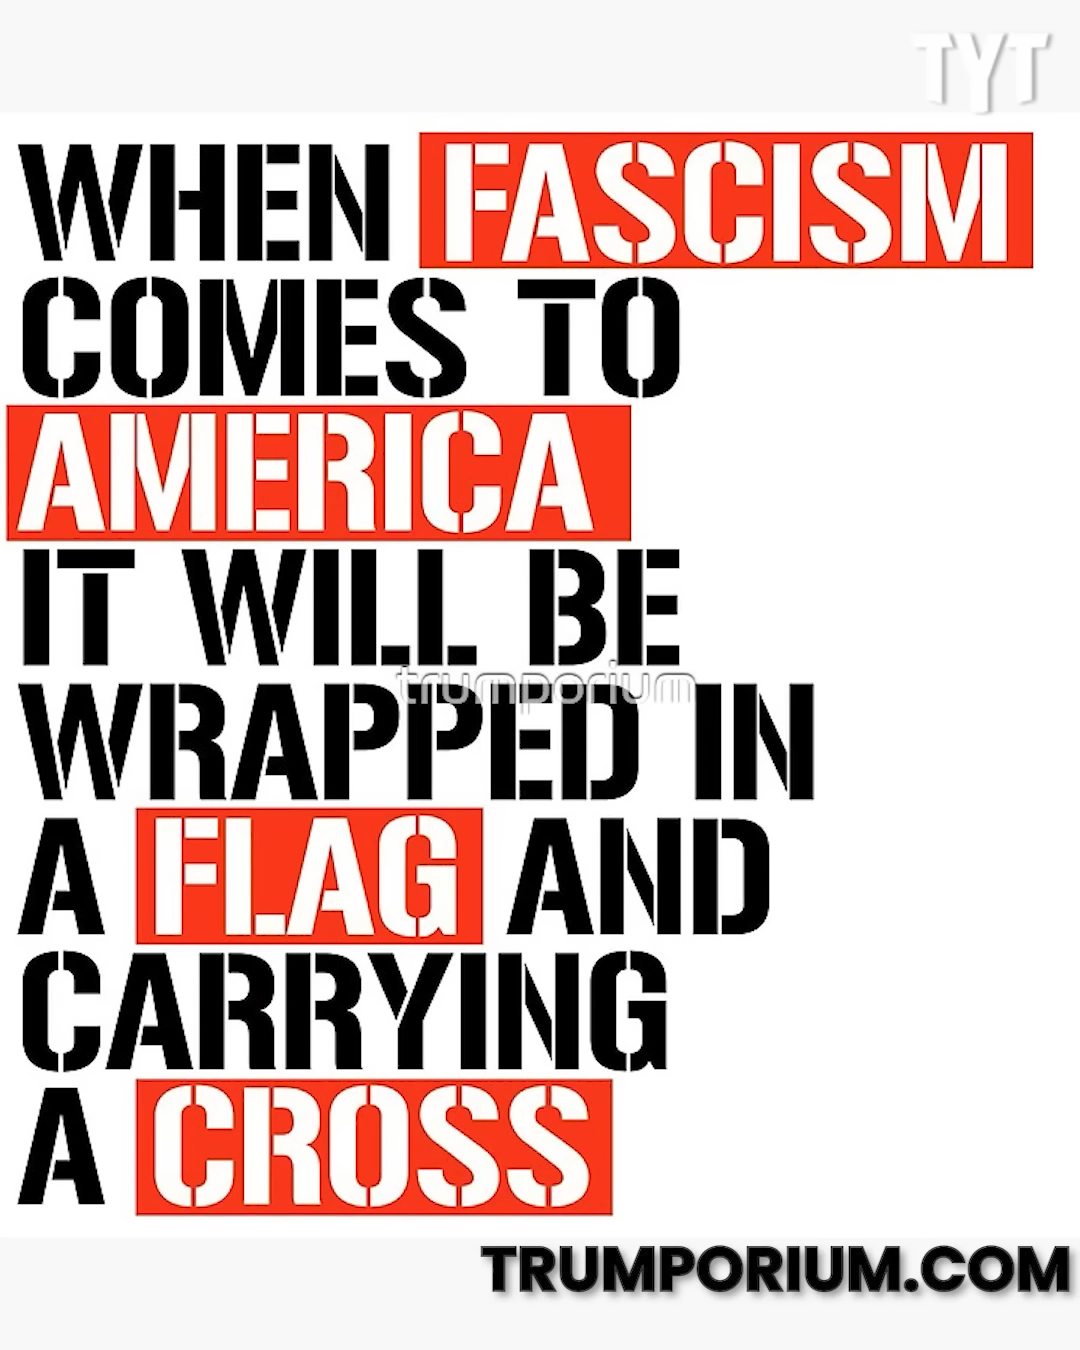 TYT
WHEN FASCISM
COMES TO
AMERICA
IT WILL BE
trumporium
WRAPPED IN
A FLAG AND
CARRYING
A CROSS
TRUMPORIUM.COM